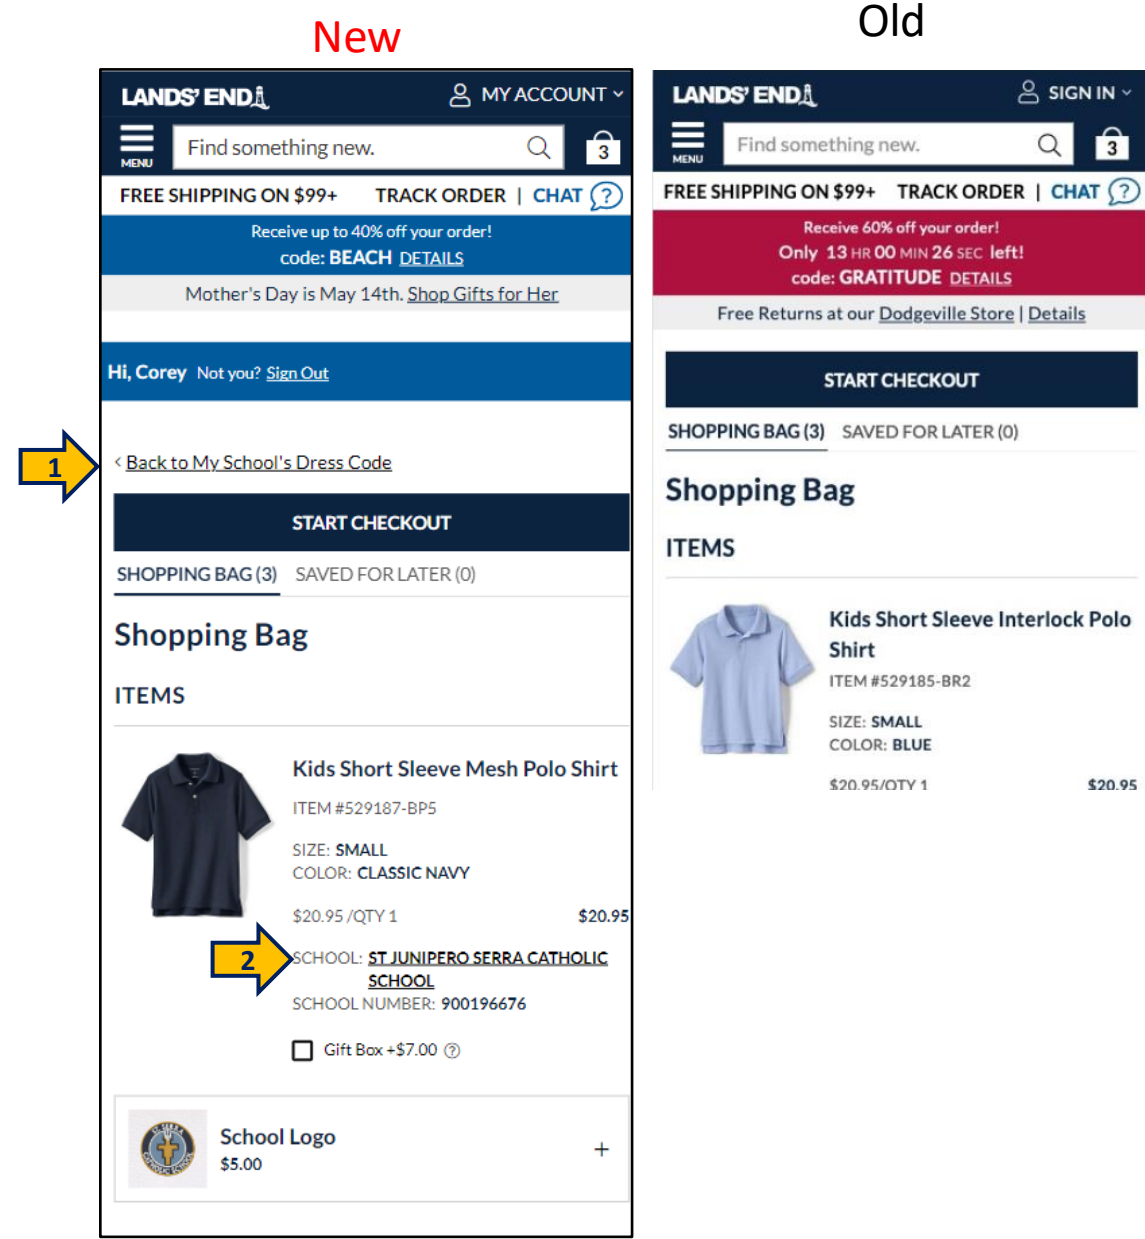 New
LANDS' END
MY ACCOUNT
MENU
Find something new.
3
FREE SHIPPING ON $99+ TRACK ORDER | CHAT ?
Receive up to 40% off your order!
code: BEACH DETAILS
Mother's Day is May 14th. Shop Gifts for Her
Hi, Corey Not you? Sign Out
1
< Back to My School's Dress Code
START CHECKOUT
SHOPPING BAG (3) SAVED FOR LATER (0)
Shopping Bag
ITEMS
Kids Short Sleeve Mesh Polo Shirt
ITEM #529187-BP5
SIZE: SMALL
COLOR: CLASSIC NAVY
$20.95 /QTY 1 $20.95
2
SCHOOL: ST JUNIPERO SERRA CATHOLIC
SCHOOL
SCHOOL NUMBER: 900196676
Gift Box +$7.00 ?
School Logo
$5.00
+
Old
LANDS' END
SIGN IN
MENU
Find something new.
3
FREE SHIPPING ON $99+ TRACK ORDER | CHAT ?
Receive 60% off your order!
Only 13 HR 00 MIN 26 SEC left!
code: GRATITUDE DETAILS
Free Returns at our Dodgeville Store | Details
START CHECKOUT
SHOPPING BAG (3) SAVED FOR LATER (0)
Shopping Bag
ITEMS
Kids Short Sleeve Interlock Polo
Shirt
ITEM #529185-BR2
SIZE: SMALL
COLOR: BLUE
$20.95/QTY 1 $20.95